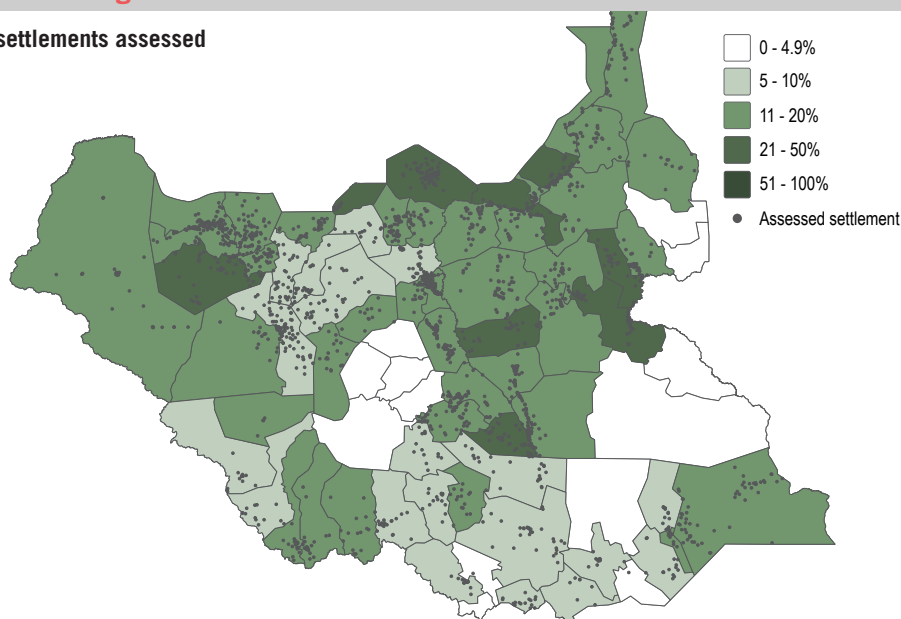 settlements assessed
0 - 4.9%
5 - 10%
11 - 20%
21 - 50%
51 - 100%
Assessed settlement